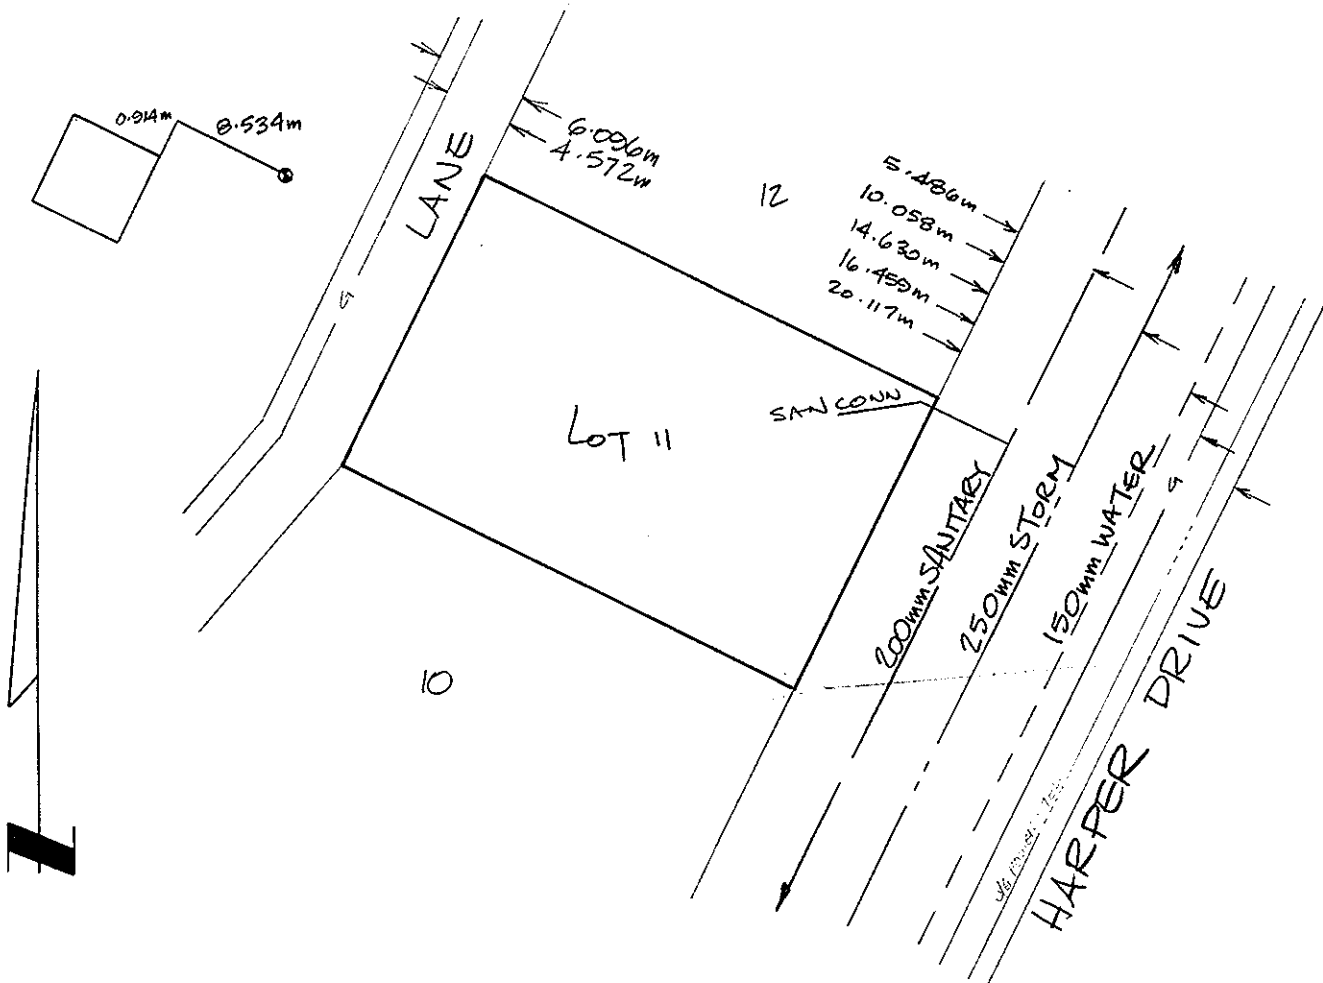 0.914m
8.534m
LANE
6.096m
4.572m
12
5.486m
10.058m
14.630m
16.459m
20.117m
G
LOT 11
SAN CONN
200mm SANITARY
250mm STORM
150mm WATER
G
HARPER DRIVE
10